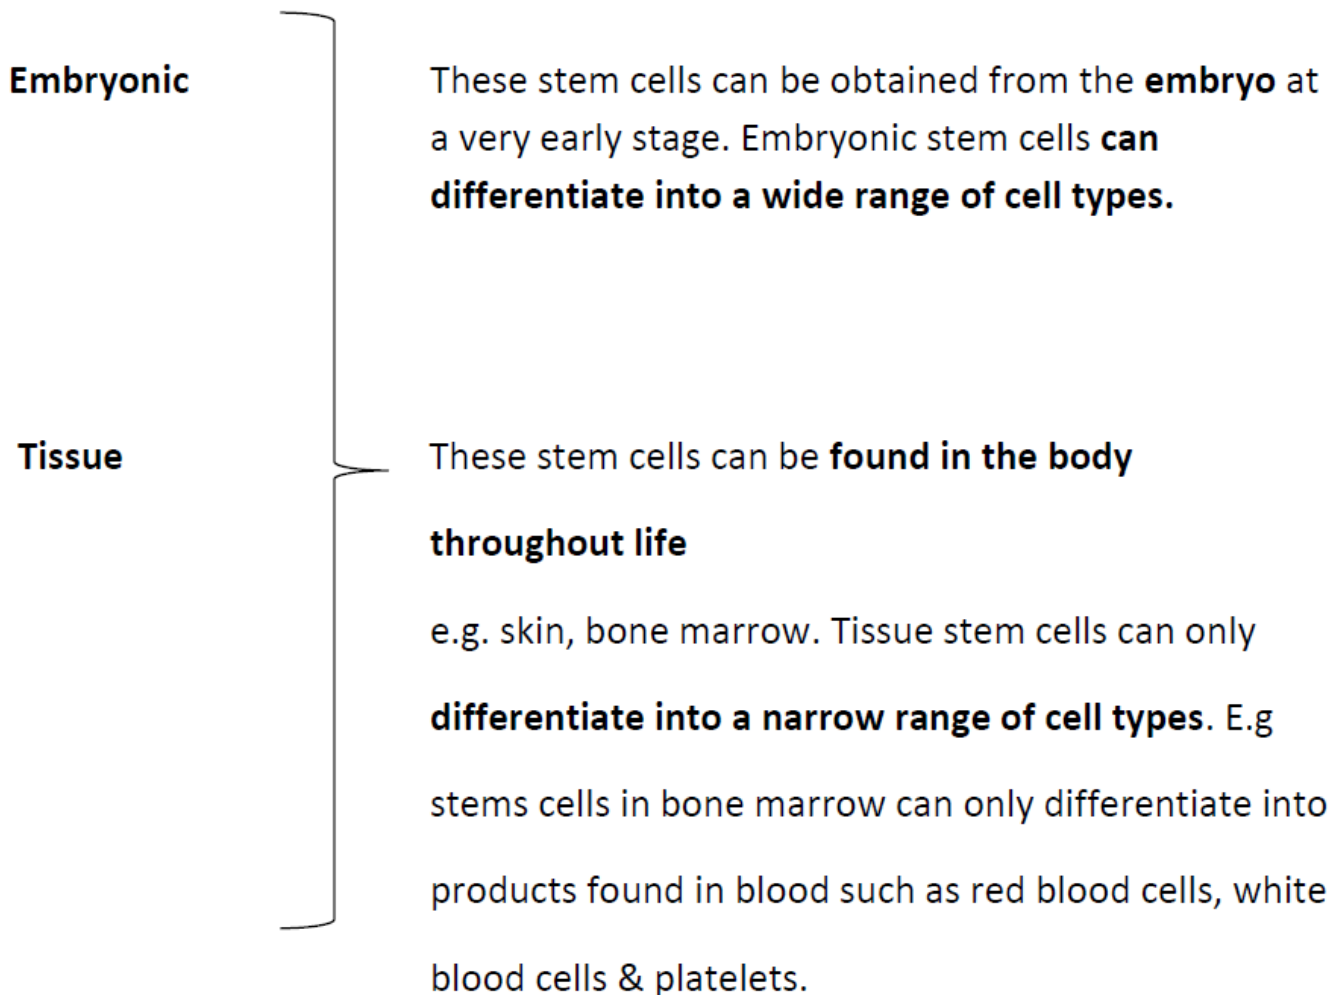 Embryonic
These stem cells can be obtained from the embryo at
a very early stage. Embryonic stem cells can
differentiate into a wide range of cell types.
Tissue
These stem cells can be found in the body
throughout life
e.g. skin, bone marrow. Tissue stem cells can only
differentiate into a narrow range of cell types. E.g
stems cells in bone marrow can only differentiate into
products found in blood such as red blood cells, white
blood cells & platelets.